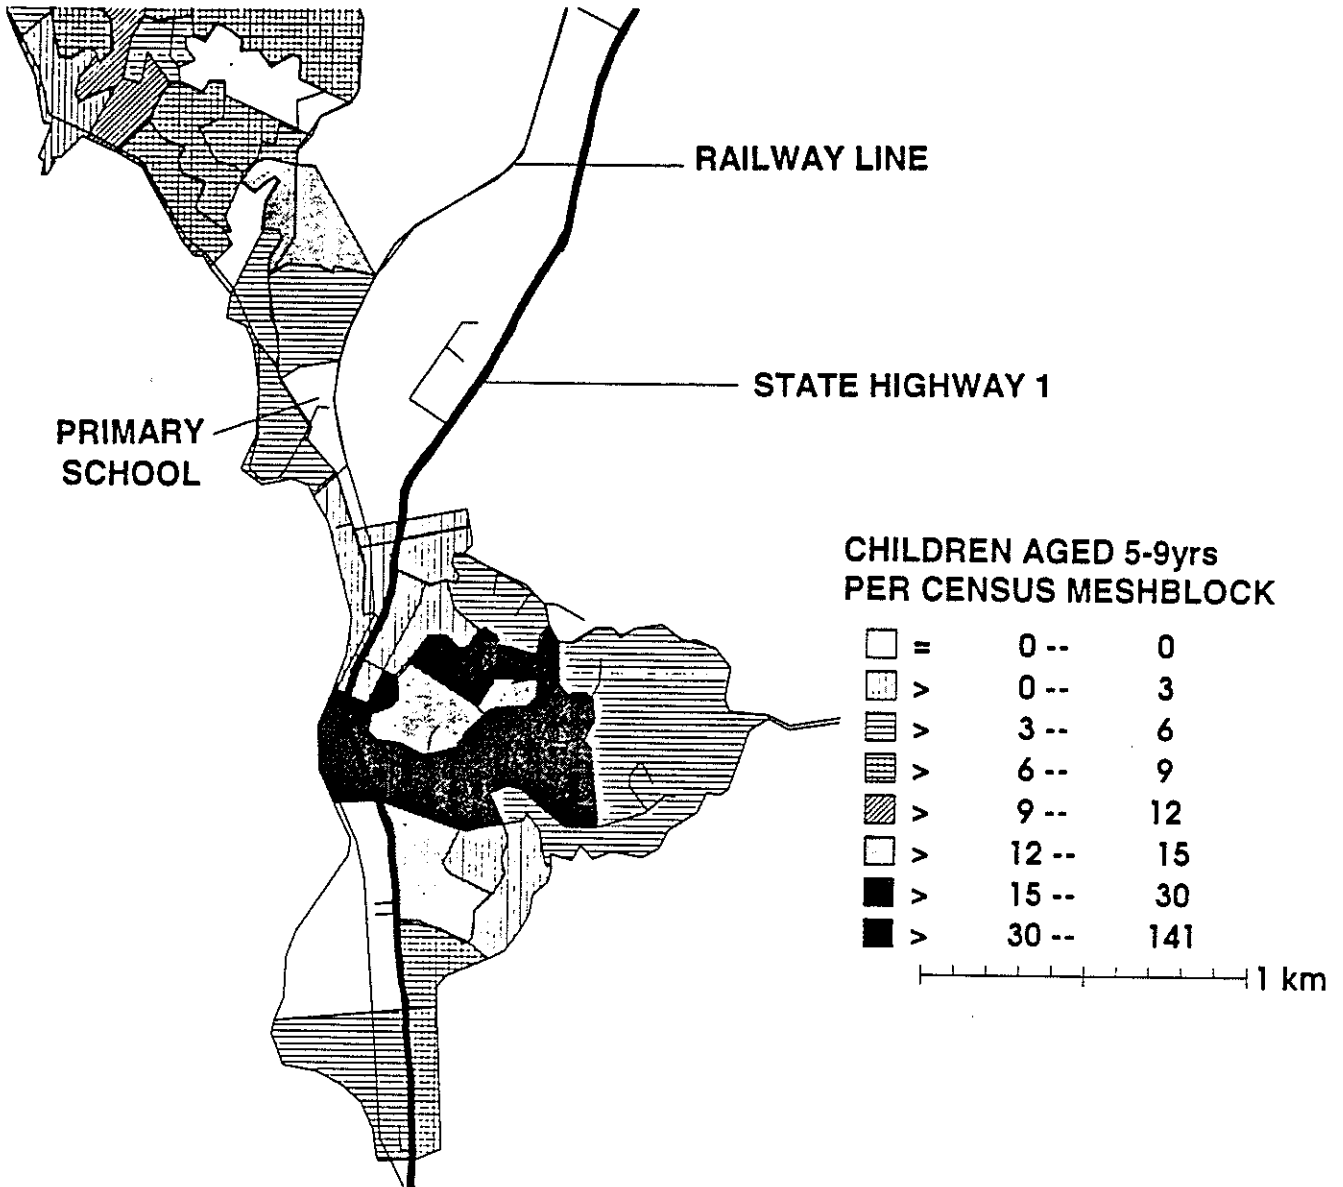 RAILWAY LINE
STATE HIGHWAY 1
PRIMARY
SCHOOL
CHILDREN AGED 5-9yrs
PER CENSUS MESHBLOCK
= 0 -- 0
> 0 -- 3
> 3 -- 6
> 6 -- 9
> 9 -- 12
> 12 -- 15
> 15 -- 30
> 30 -- 141
1 km